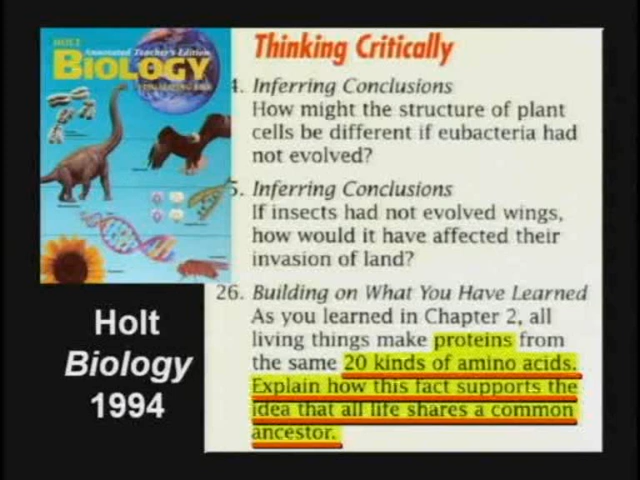 HOLT
Annotated Teacher's Edition
BIOLOGY
Thinking Critically
4. Inferring Conclusions
How might the structure of plant
cells be different if eubacteria had
not evolved?
5. Inferring Conclusions
If insects had not evolved wings,
how would it have affected their
invasion of land?
26. Building on What You Have Learned
As you learned in Chapter 2, all
living things make proteins from
the same 20 kinds of amino acids.
Explain how this fact supports the
idea that all life shares a common
ancestor.
Holt
Biology
1994